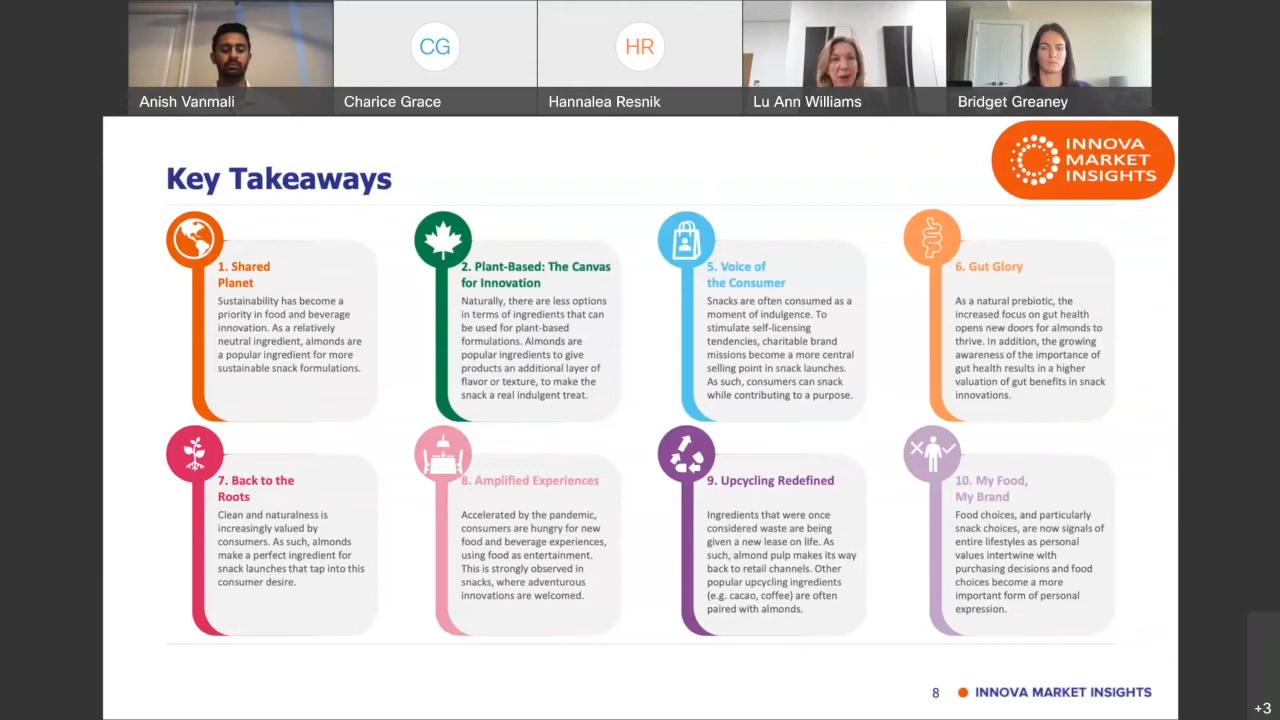 CG
HR
Anish Vanmali
Charice Grace
Hannalea Resnik
Lu Ann Williams
Bridget Greaney
INNOVA
MARKET
INSIGHTS
Key Takeaways
1. Shared
Planet
Sustainability has become a
priority in food and beverage
innovation. As a relatively
neutral ingredient, almonds are
a popular ingredient for more
sustainable snack formulations.
2. Plant-Based: The Canvas
for Innovation
Naturally, there are less options
in terms of ingredients that can
be used for plant-based
formulations. Almonds are
popular ingredients to give
products an additional layer of
flavor or texture, to make the
snack a real indulgent treat.
5. Voice of
the Consumer
Snacks are often consumed as a
moment of indulgence. To
stimulate self-licensing
tendencies, charitable brand
missions become a more central
selling point in snack launches.
As such, consumers can snack
while contributing to a purpose.
6. Gut Glory
As a natural prebiotic, the
increased focus on gut health
opens new doors for almonds to
thrive. In addition, the growing
awareness of the importance of
gut health results in a higher
valuation of gut benefits in snack
innovations.
7. Back to the
Roots
Clean and naturalness is
increasingly valued by
consumers. As such, almonds
make a perfect ingredient for
snack launches that tap into this
consumer desire.
8. Amplified Experiences
Accelerated by the pandemic,
consumers are hungry for new
food and beverage experiences,
using food as entertainment.
This is strongly observed in
snacks, where adventurous
innovations are welcomed.
9. Upcycling Redefined
Ingredients that were once
considered waste are being
given a new lease on life. As
such, almond pulp makes its way
back to retail channels. Other
popular upcycling ingredients
(e.g. cacao, coffee) are often
paired with almonds.
10. My Food,
My Brand
Food choices, and particularly
snack choices, are now signals of
entire lifestyles as personal
values intertwine with
purchasing decisions and food
choices become a more
important form of personal
expression.
8
INNOVA MARKET INSIGHTS
+3